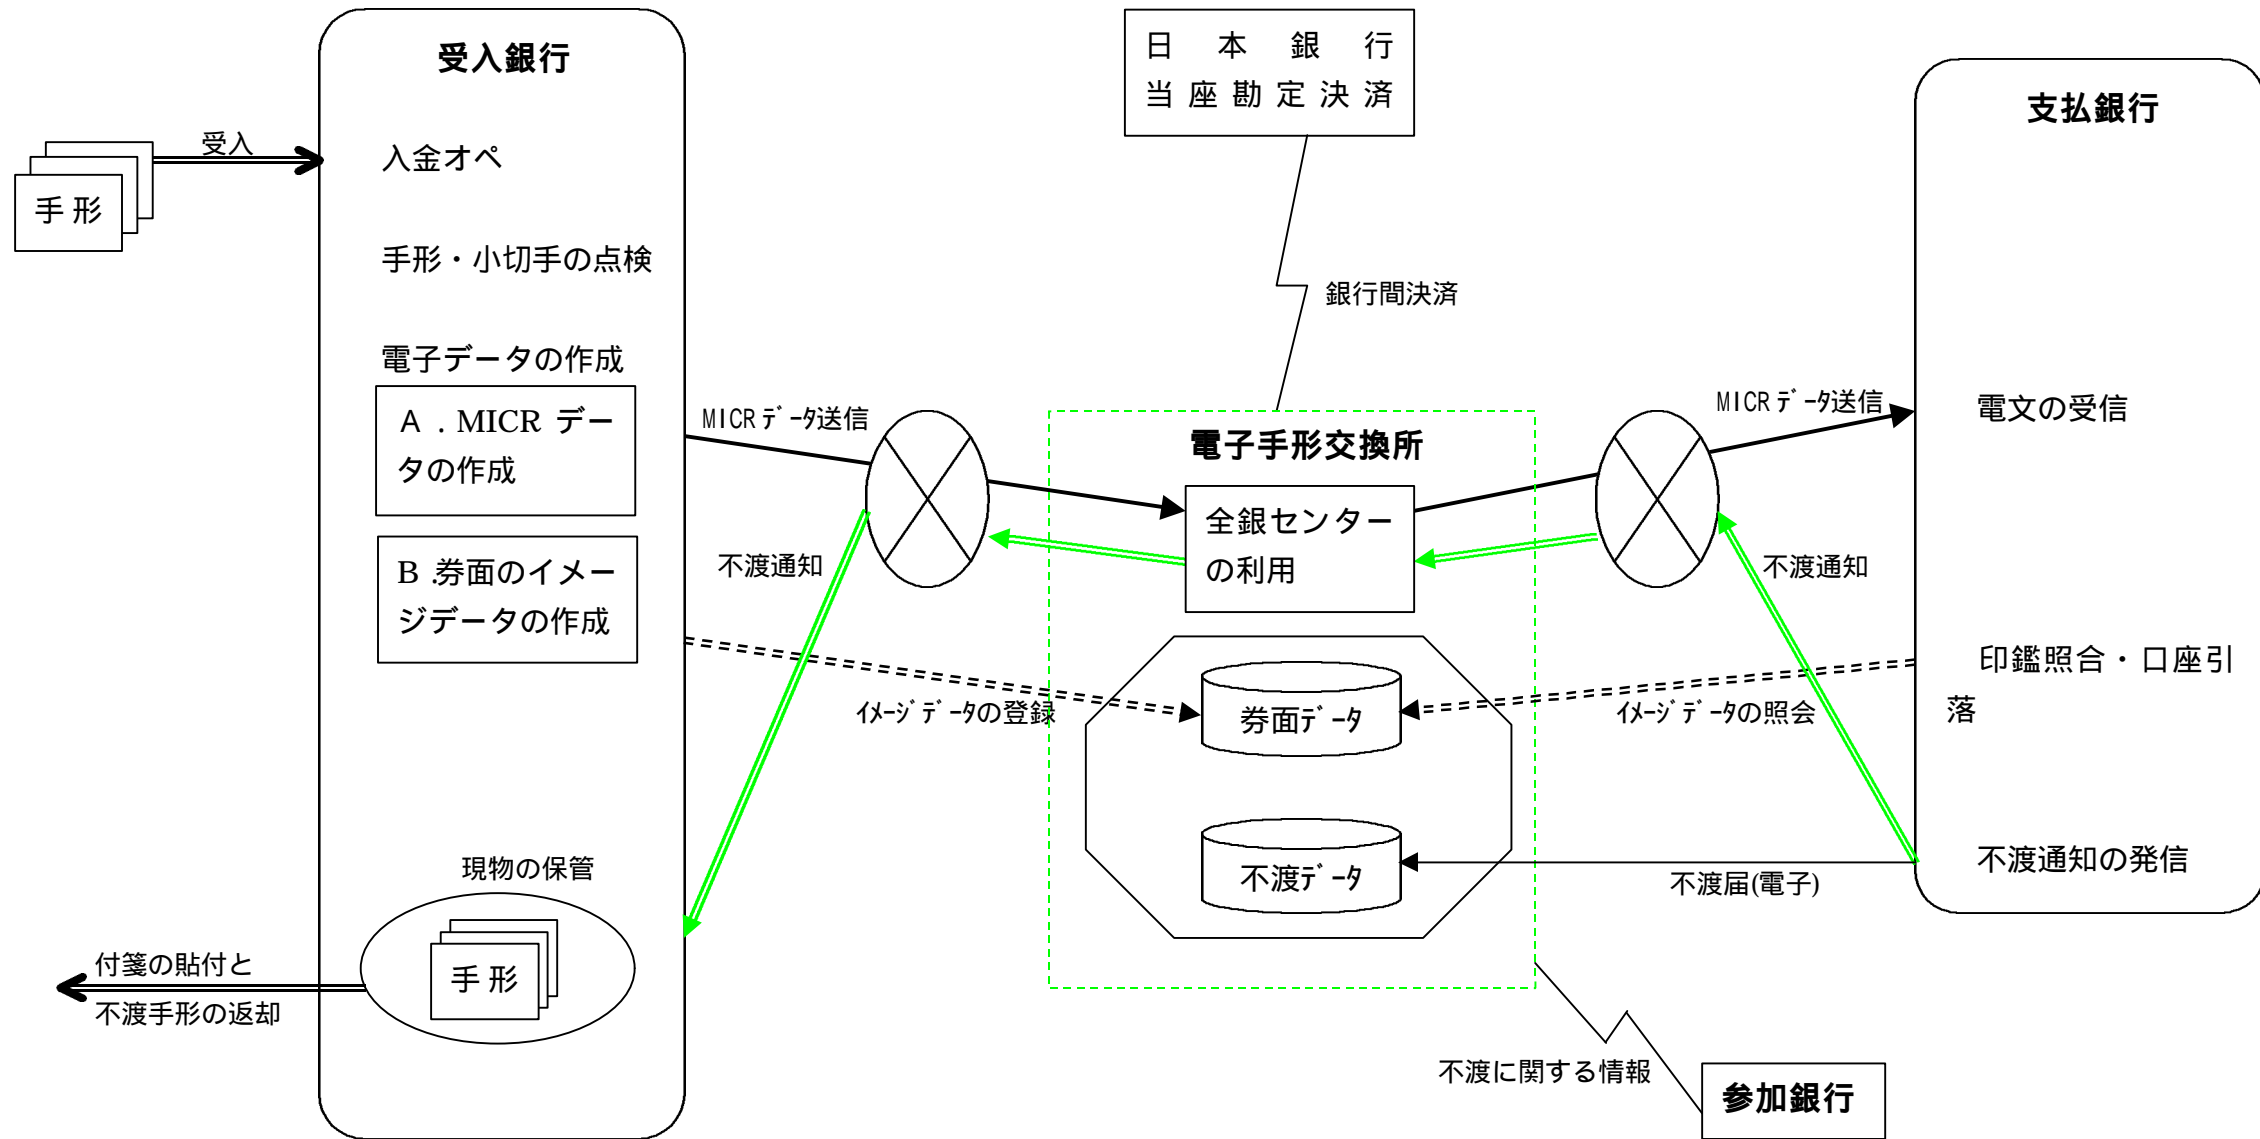 受入銀行
受入
手 形
入金オペ
手形・小切手の点検
電子データの作成
Ａ．MICR デー
タの作成
B .券面のイメー
ジデータの作成
現物の保管
手 形
付箋の貼付と
不渡手形の返却
MICRﾃﾞｰﾀ送信
不渡通知
ｲﾒｰｼﾞﾃﾞｰﾀの登録
日 本 銀 行
当座勘定決済
銀行間決済
電子手形交換所
全銀センター
の利用
券面ﾃﾞｰﾀ
不渡ﾃﾞｰﾀ
MICRﾃﾞｰﾀ送信
不渡通知
ｲﾒｰｼﾞﾃﾞｰﾀの照会
不渡届(電子)
支払銀行
電文の受信
印鑑照合・口座引
落
不渡通知の発信
不渡に関する情報
参加銀行